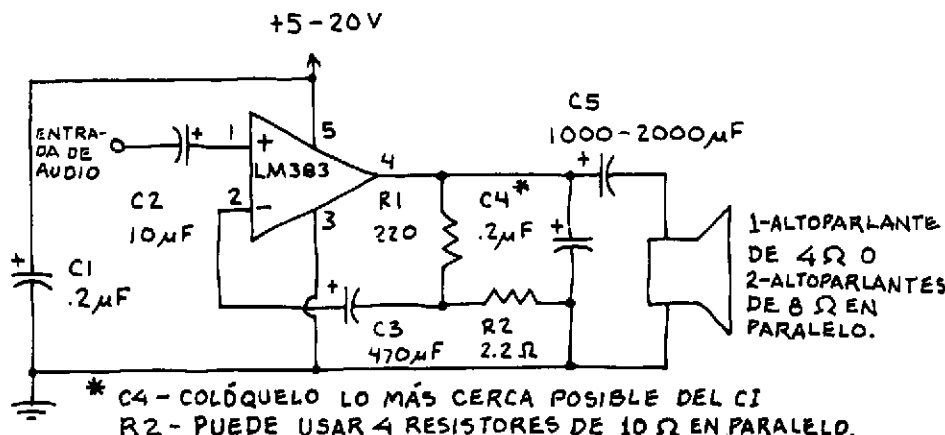 +5-20V
ENTRA-
DA DE
AUDIO
C2
10µF
C1
.2µF
+
1
+
LM383
5
2
-
3
4
R1
220
C4*
.2µF
+
C5
1000-2000µF
+
+
C3
470µF
R2
2.2Ω
+
1-ALTOPARLANTE
DE 4Ω O
2-ALTOPARLANTES
DE 8 Ω EN
PARALELO.
* C4 - COLÓQUELO LO MÁS CERCA POSIBLE DEL CI
R2 - PUEDE USAR 4 RESISTORES DE 10 Ω EN PARALELO.